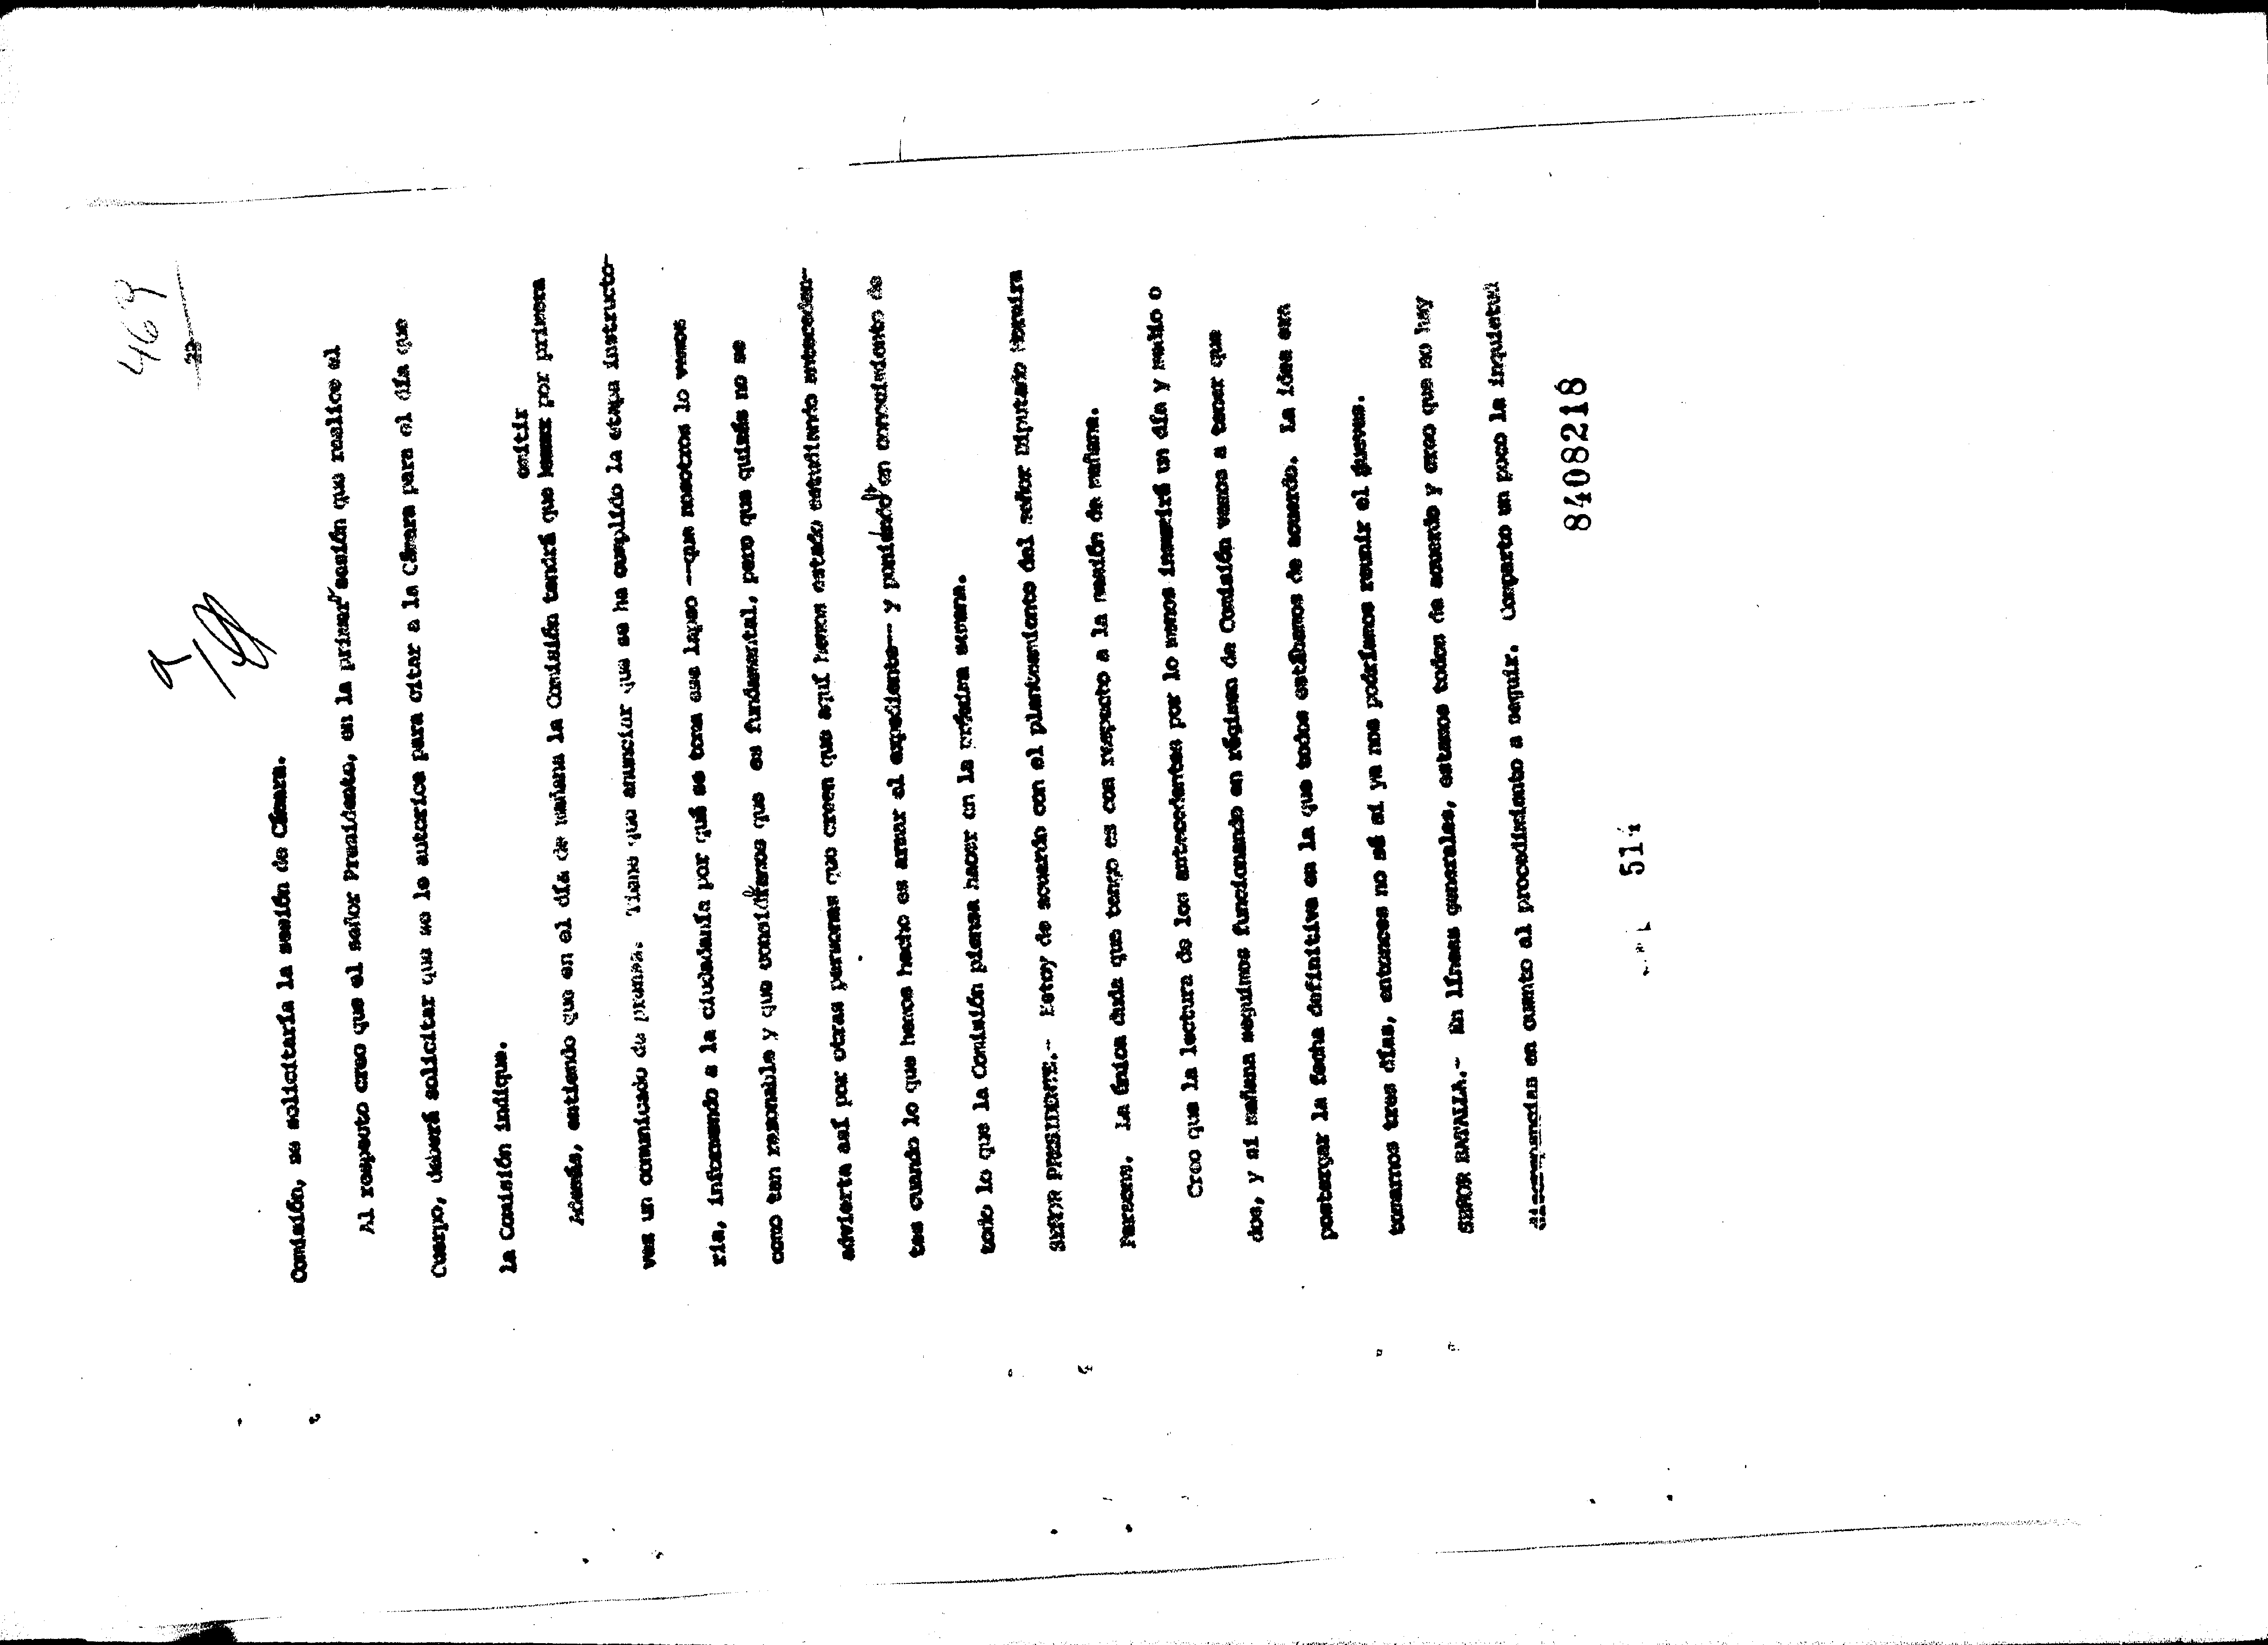 469
22
Comisión, se solicitaría la sesión de Cámara.
Al respecto creo que el señor Presidente, en la primer sesión que realice el
Cuerpo, deberá solicitar que se le autorice para citar a la Cámara para el día que
la Comisión indique.
emitir
Además, entiendo que en el día de mañana la Comisión tendrá que por primera
vez un comunicado de prensa. Tiene que anunciar que se ha cumplido la etapa instructo-
ria, informando a la ciudadanía por qué se toma ese lapso --que nosotros lo vemos
como tan razonable y que consideramos que es fundamental, pero que quizás no se
advierta así por otras personas que creen que aquí hemos estado estudiando anteceden-
tes cuando lo que hemos hecho es armar el expediente-- y poniendo en conocimiento de
todo lo que la Comisión piensa hacer en la próxima semana.
SEÑOR PRESIDENTE.- Estoy de acuerdo con el planteamiento del señor Diputado Moreira
Parsons. La única duda que tengo es con respecto a la sesión de mañana.
Creo que la lectura de los antecedentes por lo menos insumirá un día y medio o
dos, y si mañana seguimos funcionando en régimen de Comisión vamos a tener que
postergar la fecha definitiva en la que todos estábamos de acuerdo. La idea era
tomarnos tres días, entonces no sé si ya nos podríamos reunir el jueves.
SEÑOR BATALLA.- En líneas generales, estamos todos de acuerdo y creo que no hay
discrepancias en cuanto al procedimiento a seguir. Comparto un poco la inquietud
8408218
514